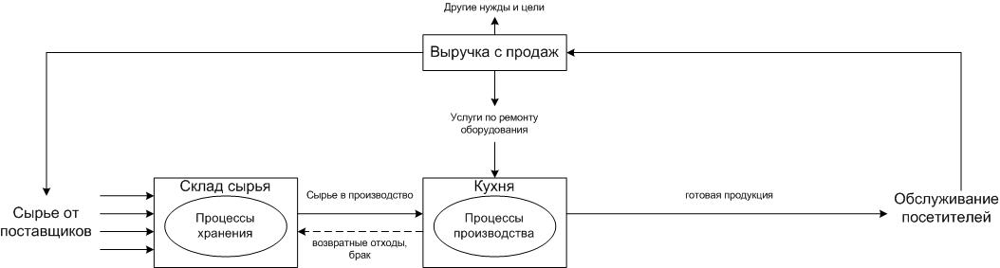 Другие нужды и цели
Выручка с продаж
Услуги по ремонту
оборудования
Сырье от
поставщиков
Склад сырья
Процессы
хранения
Сырье в производство
возвратные отходы,
брак
Кухня
Процессы
производства
готовая продукция
Обслуживание
посетителей